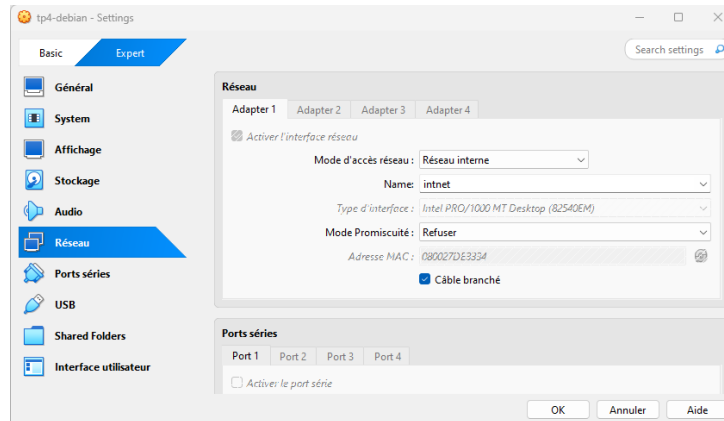 tp4-debian - Settings
Basic Expert Search settings
Général
System
Affichage
Stockage
Audio
Réseau
Ports séries
USB
Shared Folders
Interface utilisateur
Réseau
Adapter 1 Adapter 2 Adapter 3 Adapter 4
Activer l'interface réseau
Mode d'accès réseau : Réseau interne
Name: intnet
Type d'interface : Intel PRO/1000 MT Desktop (82540EM)
Mode Promiscuité : Refuser
Adresse MAC : 080027DE3334
Câble branché
Ports séries
Port 1 Port 2 Port 3 Port 4
Activer le port série
OK Annuler Aide